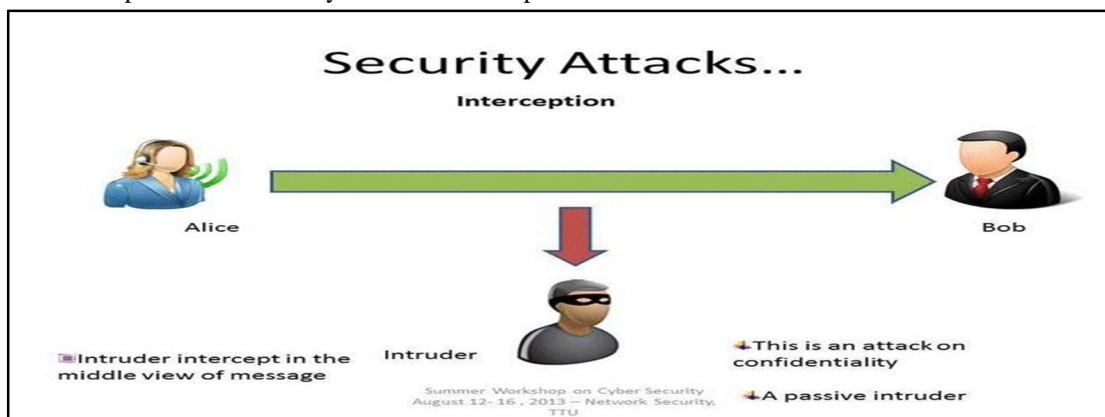 Security Attacks...
Interception
Alice
Bob
Intruder intercept in the
middle view of message
Intruder
This is an attack on
confidentiality
A passive intruder
Summer Workshop on Cyber Security
August 12- 16 , 2013 – Network Security,
TTU